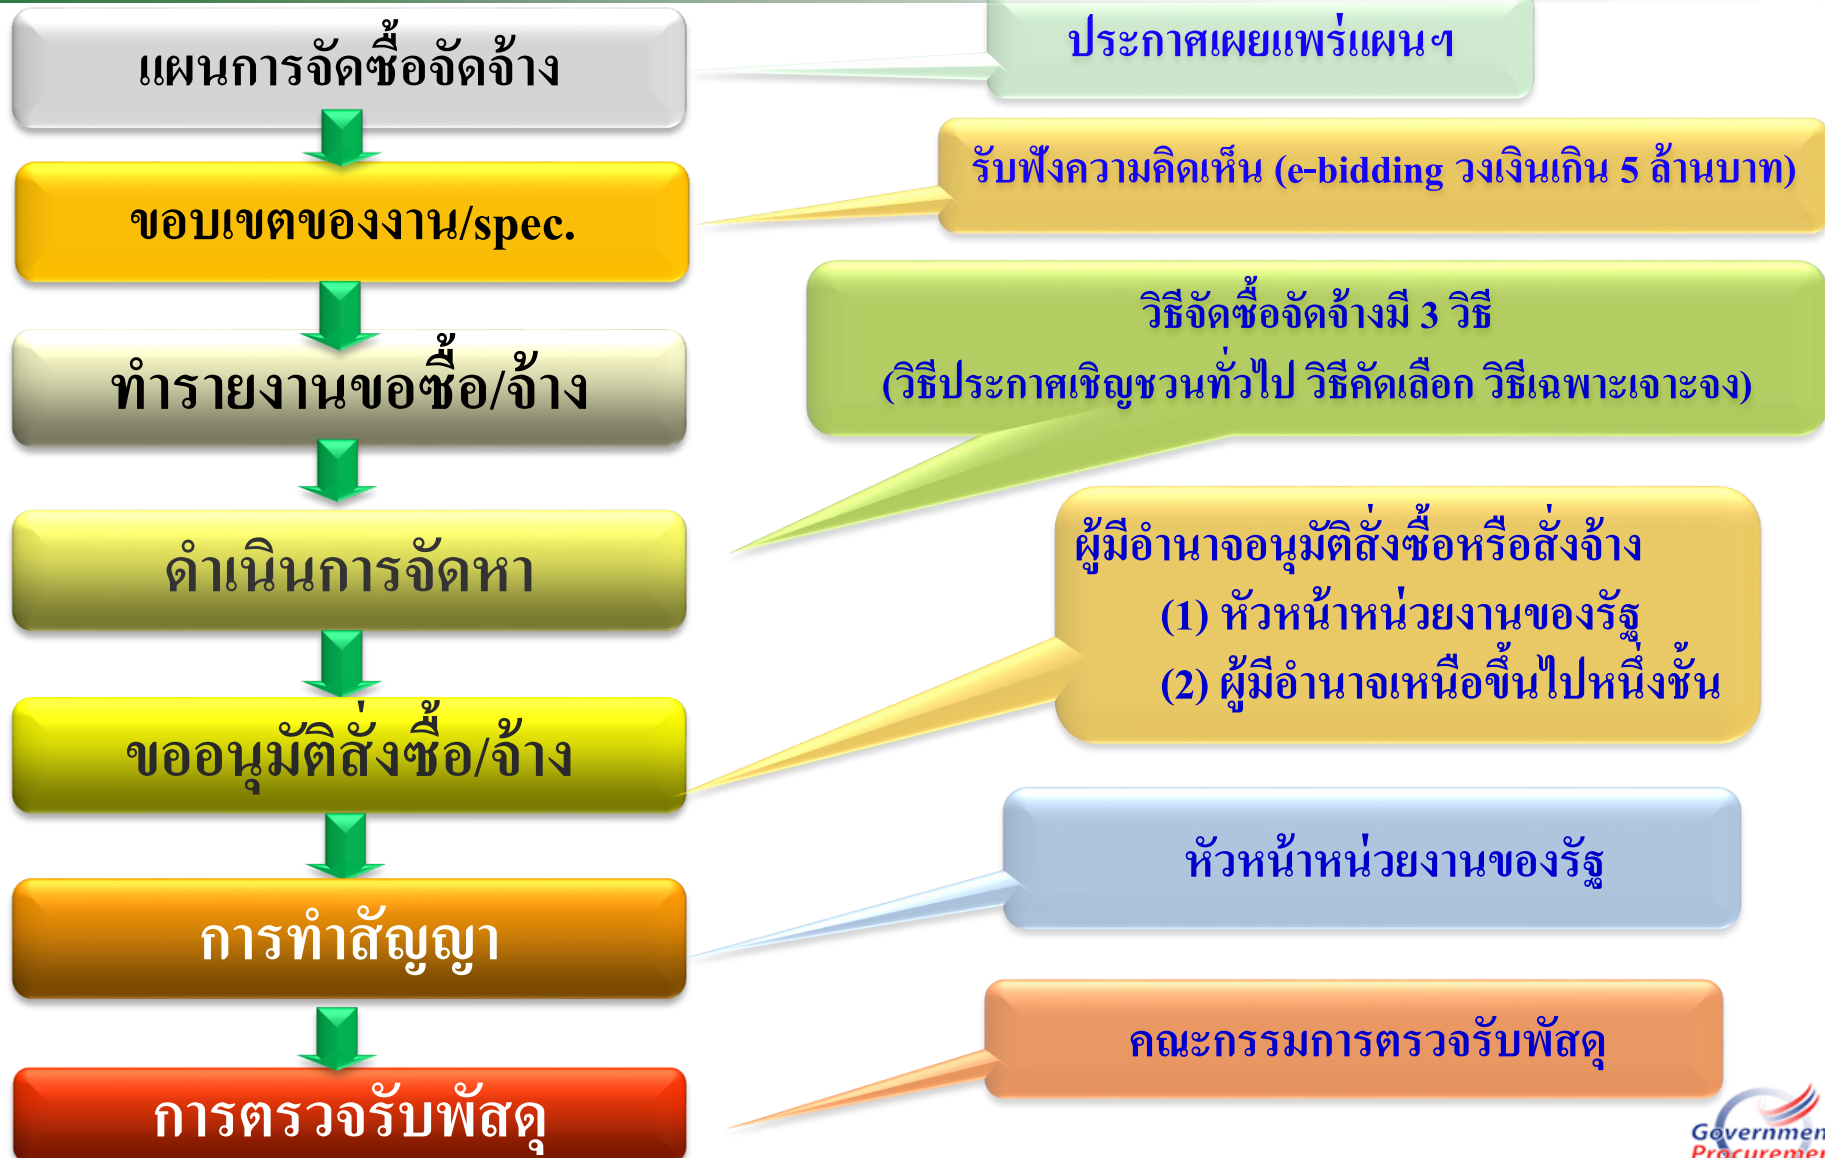 แผนการจัดซื้อจัดจ้าง
ประกาศเผยแพร่แผนฯ
ขอบเขตของงาน/spec.
รับฟังความคิดเห็น (e-bidding วงเงินเกิน 5 ล้านบาท)
ทำรายงานขอซื้อ/จ้าง
วิธีจัดซื้อจัดจ้างมี 3 วิธี
(วิธีประกาศเชิญชวนทั่วไป วิธีคัดเลือก วิธีเฉพาะเจาะจง)
ดำเนินการจัดหา
ขออนุมัติสั่งซื้อ/จ้าง
ผู้มีอำนาจอนุมัติสั่งซื้อหรือสั่งจ้าง
(1) หัวหน้าหน่วยงานของรัฐ
(2) ผู้มีอำนาจเหนือขึ้นไปหนึ่งชั้น
การทำสัญญา
หัวหน้าหน่วยงานของรัฐ
การตรวจรับพัสดุ
คณะกรรมการตรวจรับพัสดุ
Governmen
Procuremen